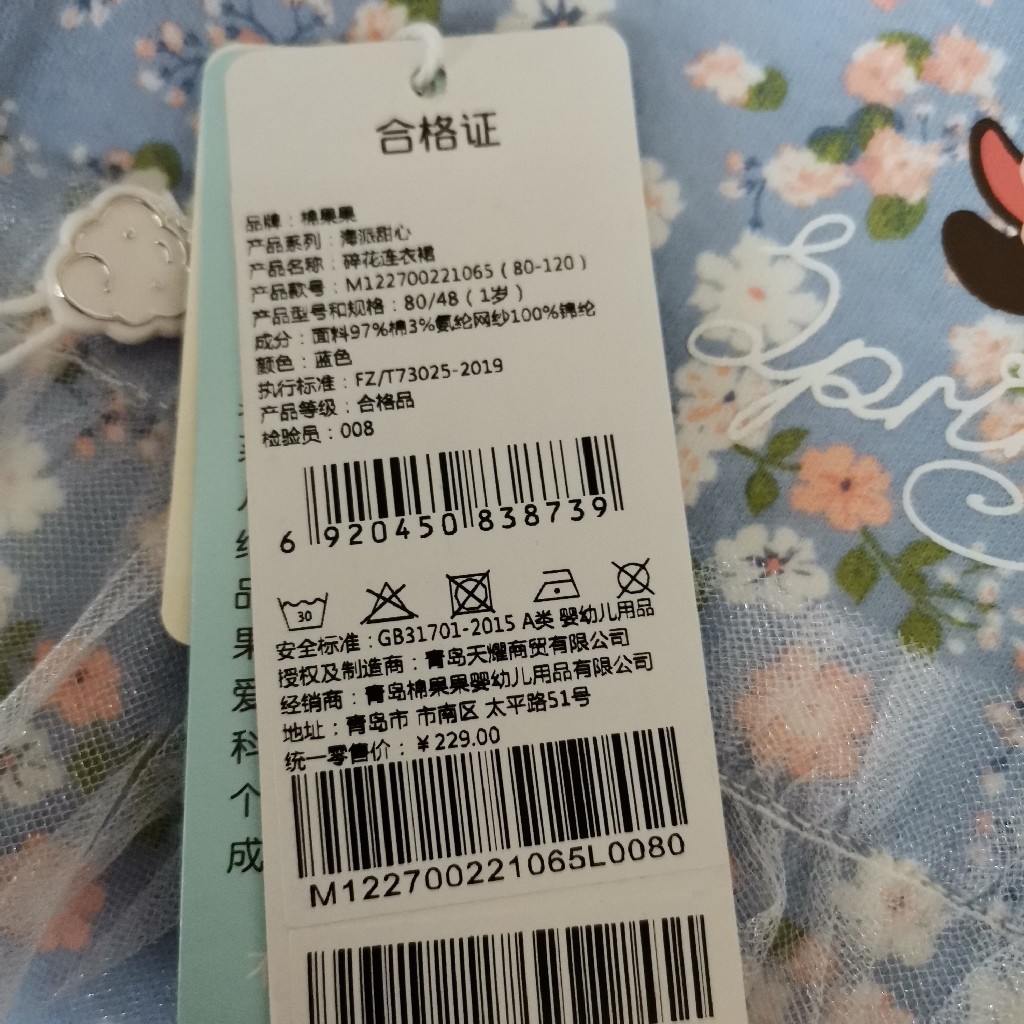 合格证
品牌：棉果果
产品系列：海派甜心
产品名称：碎花连衣裙
产品款号：M122700221065（80-120）
产品型号和规格：80/48（1岁）
成分：面料97%棉3%氨纶网纱100%锦纶
颜色：蓝色
执行标准：FZ/T73025-2019
产品等级：合格品
检验员：008
6 920450 838739
30
安全标准：GB31701-2015 A类 婴幼儿用品
授权及制造商：青岛天耀商贸有限公司
经销商：青岛棉果果婴幼儿用品有限公司
地址：青岛市 市南区 太平路51号
统一零售价：￥229.00
M122700221065L0080
品
果
爱
科
个
成